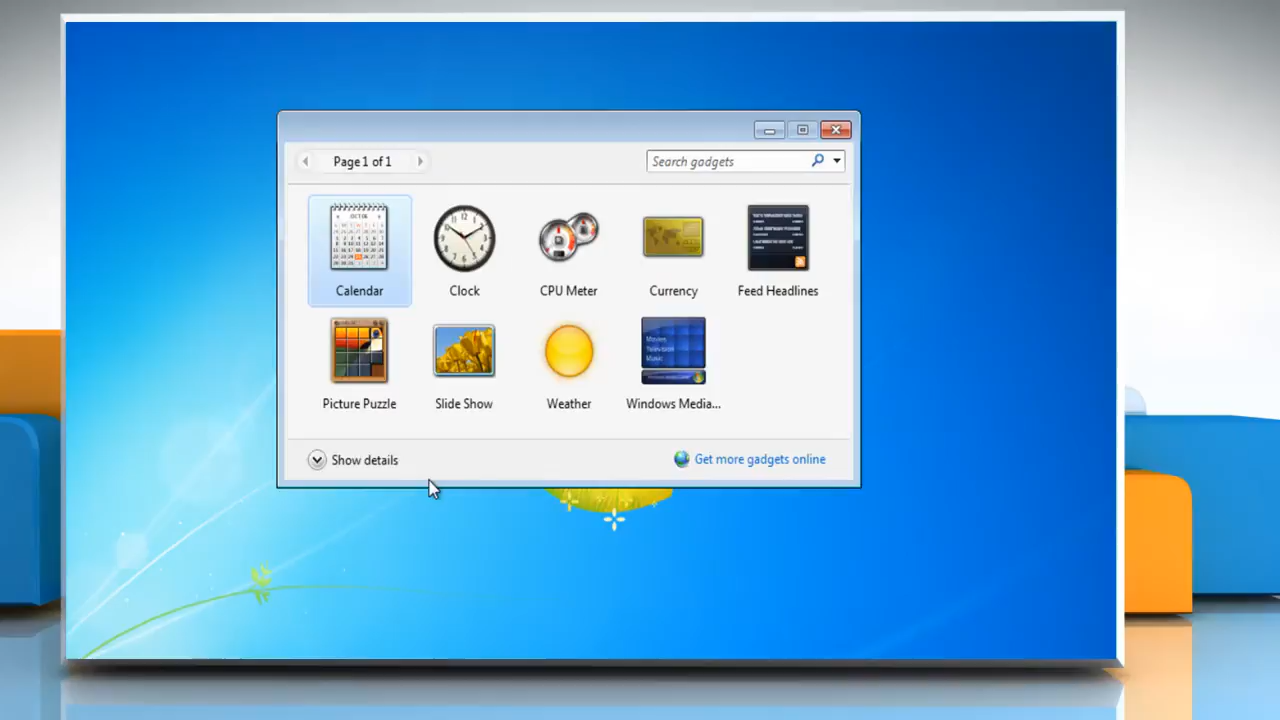 Page 1 of 1
Search gadgets
Calendar
Clock
CPU Meter
Currency
Feed Headlines
Picture Puzzle
Slide Show
Weather
Windows Media...
Show details
Get more gadgets online